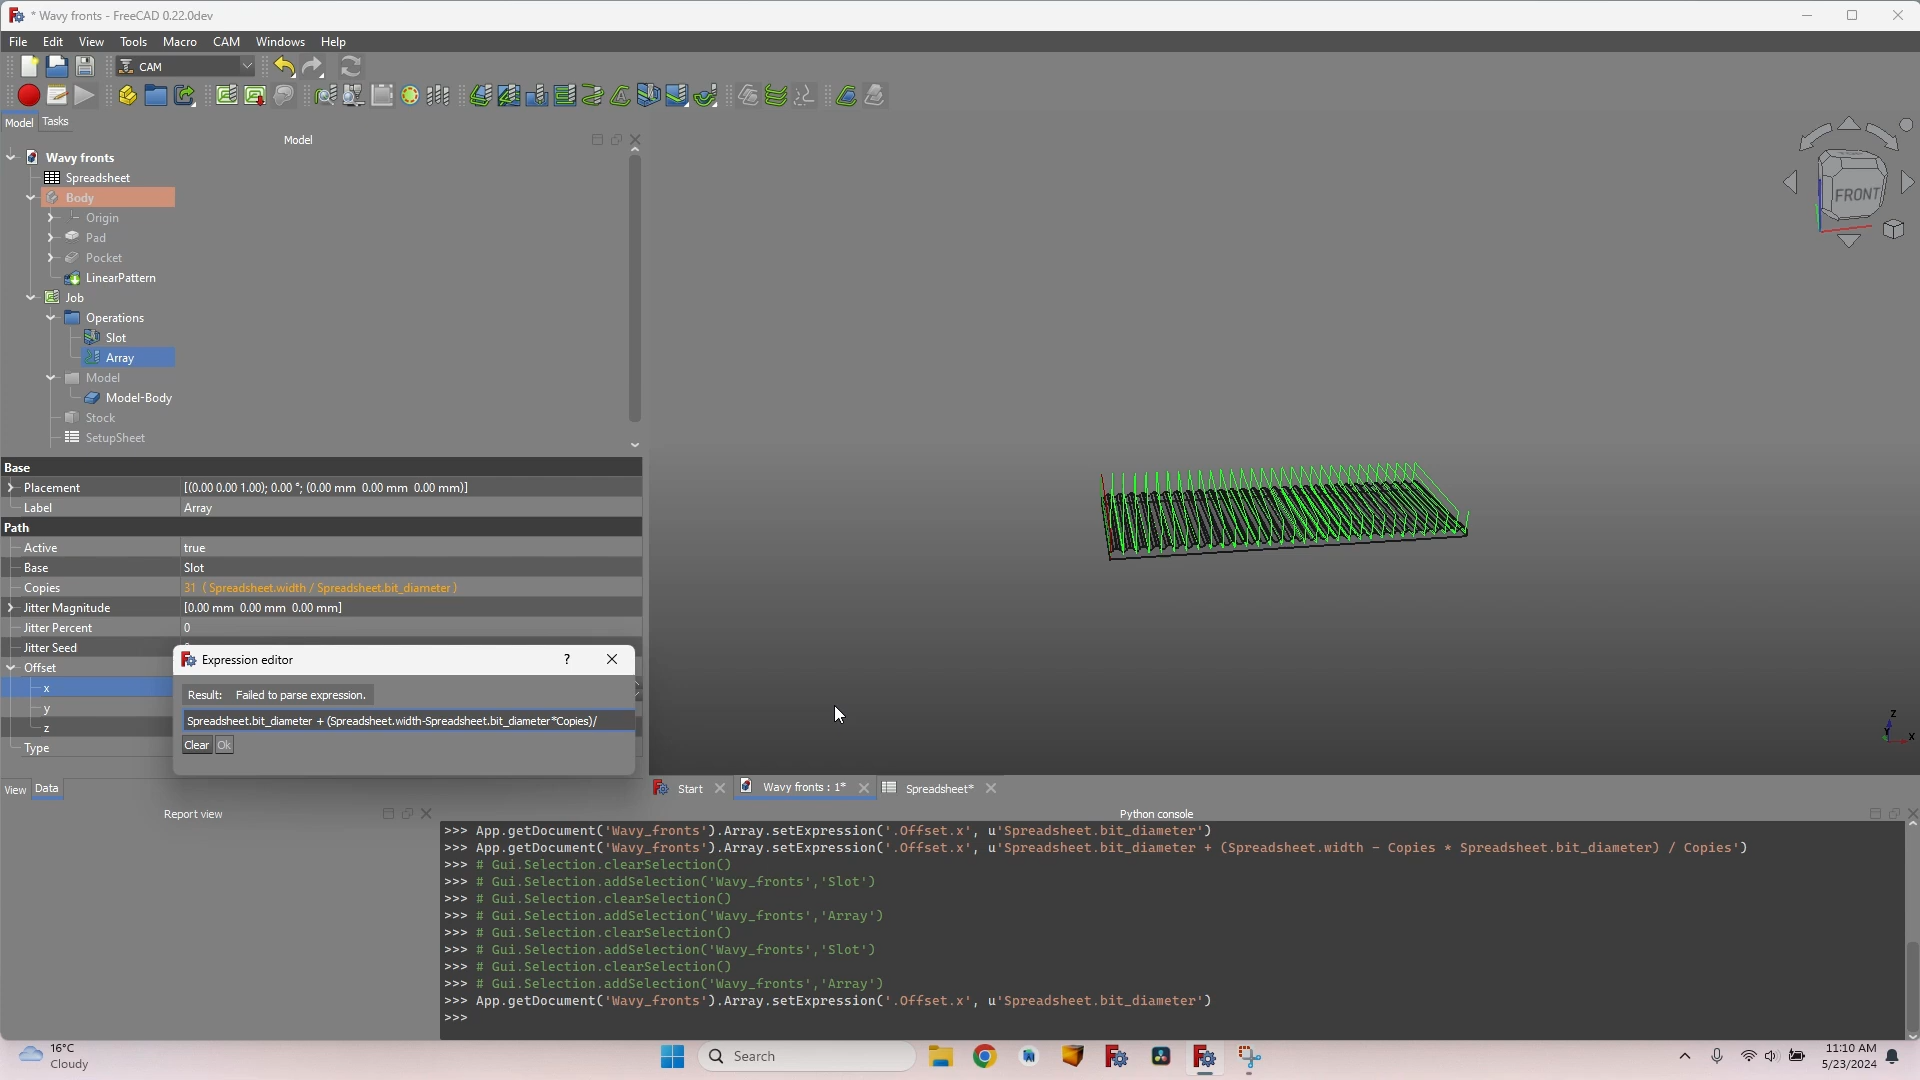 * Wavy fronts - FreeCAD 0.22.0dev
File Edit View Tools Macro CAM Windows Help
CAM
Model Tasks
Model
Wavy fronts
Spreadsheet
Body
Origin
Pad
Pocket
LinearPattern
Job
Operations
Slot
Array
Model
Model-Body
Stock
SetupSheet
FRONT
Base
Placement [(0.00 0.00 1.00); 0.00 °; (0.00 mm 0.00 mm 0.00 mm)]
Label Array
Path
Active true
Base Slot
Copies 31 ( Spreadsheet.width / Spreadsheet.bit_diameter )
Jitter Magnitude [0.00 mm 0.00 mm 0.00 mm]
Jitter Percent 0
Jitter Seed
Offset
x
y
z
Type
Expression editor ?
Result: Failed to parse expression.
Spreadsheet.bit_diameter + (Spreadsheet.width-Spreadsheet.bit_diameter*Copies)/
Clear Ok
Z
Y
X
View Data
Start Wavy fronts : 1* Spreadsheet*
Report view
Python console
>>> App.getDocument('Wavy_fronts').Array.setExpression('.Offset.x', u'Spreadsheet.bit_diameter')
>>> App.getDocument('Wavy_fronts').Array.setExpression('.Offset.x', u'Spreadsheet.bit_diameter + (Spreadsheet.width - Copies * Spreadsheet.bit_diameter) / Copies')
>>> # Gui.Selection.clearSelection()
>>> # Gui.Selection.addSelection('Wavy_fronts','Slot')
>>> # Gui.Selection.clearSelection()
>>> # Gui.Selection.addSelection('Wavy_fronts','Array')
>>> # Gui.Selection.clearSelection()
>>> # Gui.Selection.addSelection('Wavy_fronts','Slot')
>>> # Gui.Selection.clearSelection()
>>> # Gui.Selection.addSelection('Wavy_fronts','Array')
>>> App.getDocument('Wavy_fronts').Array.setExpression('.Offset.x', u'Spreadsheet.bit_diameter')
>>>
16°C
Cloudy
Search
11:10 AM
5/23/2024